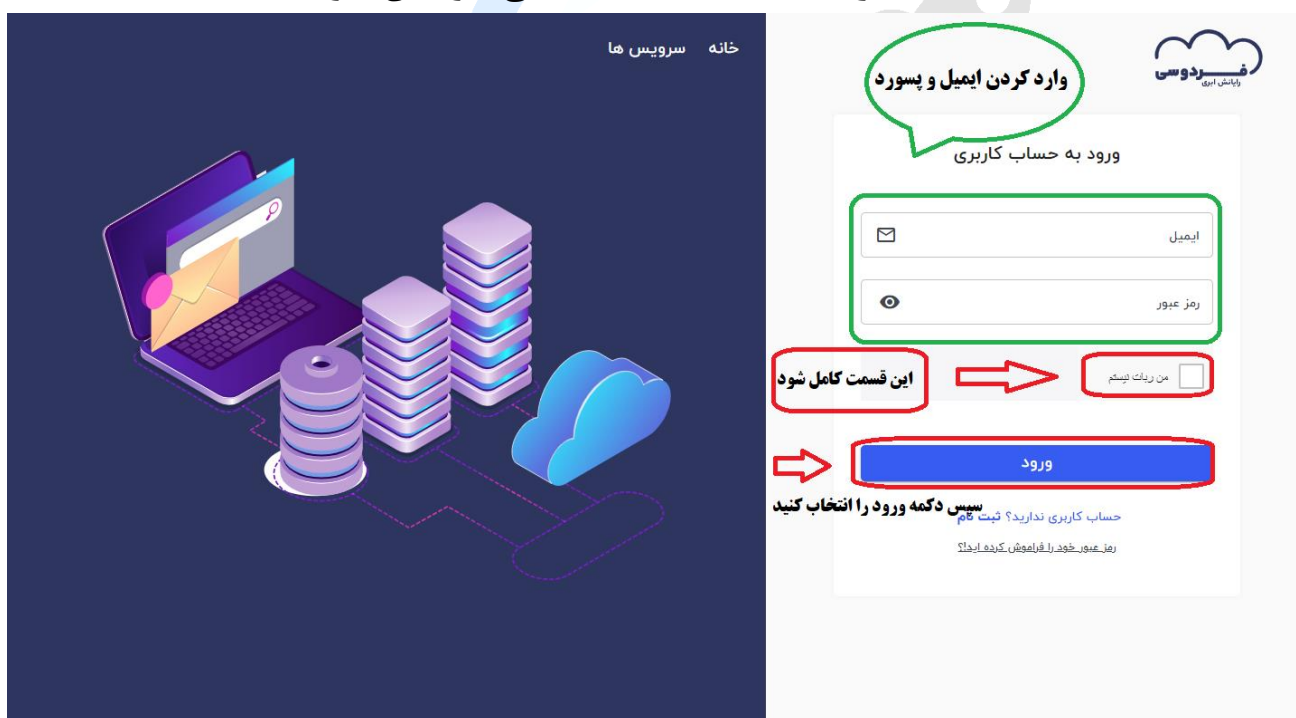 خانه سرویس ها
فـــردوسی
رایانش ابری
وارد کردن ایمیل و پسورد
ورود به حساب کاربری
ایمیل
رمز عبور
من ربات نیستم
این قسمت کامل شود
ورود
سپس دکمه ورود را انتخاب کنید
حساب کاربری ندارید؟ ثبت نام
رمز عبور خود را فراموش کرده اید!؟